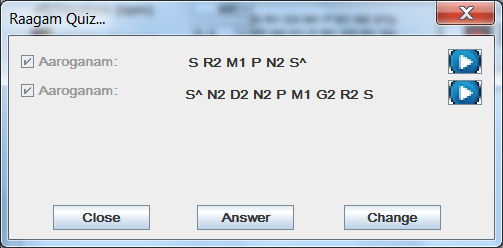 Raagam Quiz...
Aaroganam: S R2 M1 P N2 S^
Aaroganam: S^ N2 D2 N2 P M1 G2 R2 S
Close Answer Change